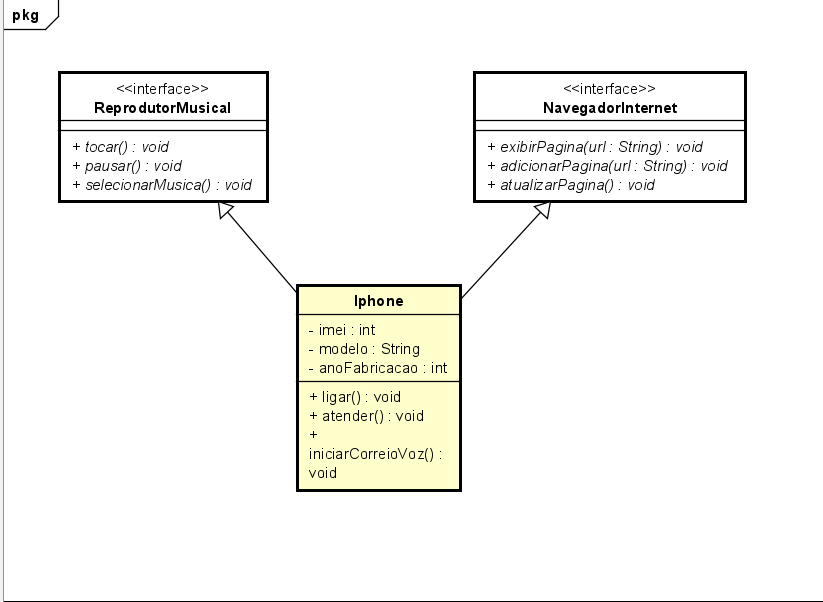 pkg
<<interface>>
ReprodutorMusical
+ tocar() : void
+ pausar() : void
+ selecionarMusica() : void
<<interface>>
NavegadorInternet
+ exibirPagina(url : String) : void
+ adicionarPagina(url : String) : void
+ atualizarPagina() : void
Iphone
- imei : int
- modelo : String
- anoFabricacao : int
+ ligar() : void
+ atender() : void
+
iniciarCorreioVoz() :
void